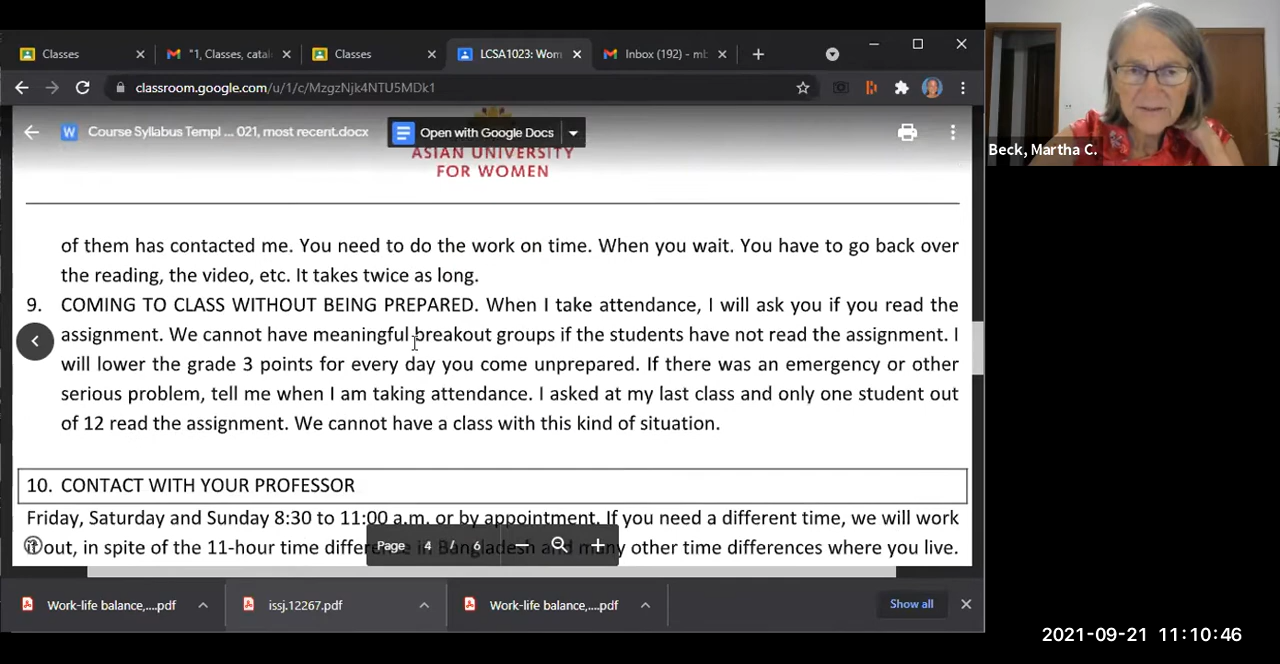 Classes
"1, Classes, catal
Classes
LCSA1023: Wom
Inbox (192) - mb
classroom.google.com/u/1/c/MzgzNjk4NTU5MDk1
Course Syllabus Templ ... 021, most recent.docx
Open with Google Docs
ASIAN UNIVERSITY
FOR WOMEN
of them has contacted me. You need to do the work on time. When you wait. You have to go back over
the reading, the video, etc. It takes twice as long.
9. COMING TO CLASS WITHOUT BEING PREPARED. When I take attendance, I will ask you if you read the
assignment. We cannot have meaningful breakout groups if the students have not read the assignment. I
will lower the grade 3 points for every day you come unprepared. If there was an emergency or other
serious problem, tell me when I am taking attendance. I asked at my last class and only one student out
of 12 read the assignment. We cannot have a class with this kind of situation.
10. CONTACT WITH YOUR PROFESSOR
Friday, Saturday and Sunday 8:30 to 11:00 a.m. or by appointment. If you need a different time, we will work
it out, in spite of the 11-hour time difference in Bangladesh and many other time differences where you live.
Page 4 / 6
Work-life balance,....pdf
issj.12267.pdf
Work-life balance,....pdf
Show all
Beck, Martha C.
2021-09-21 11:10:46